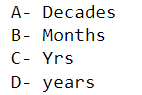 A- Decades
B- Months
C- Yrs
D- years